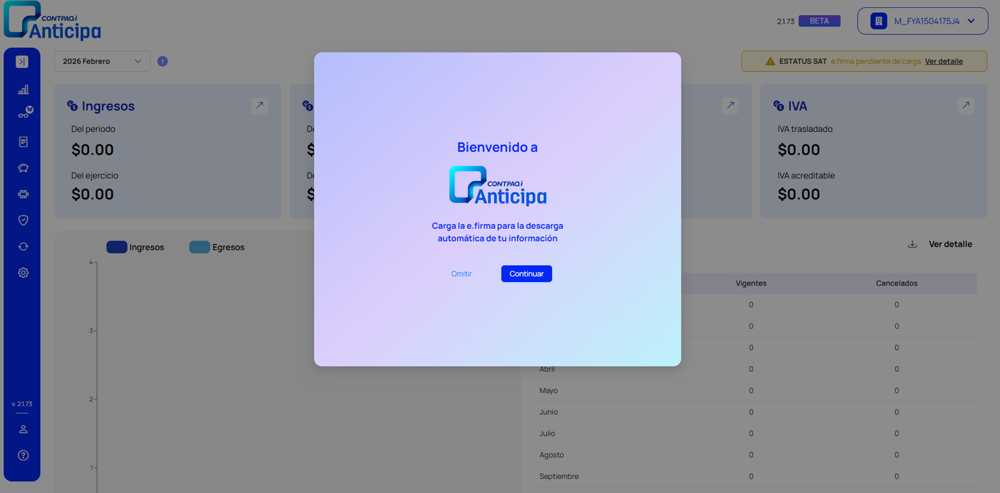 CONTPAQi
Anticipa
2.1.73 BETA
M_FYA1504175J4
2026 Febrero
?
ESTATUS SAT e.firma pendiente de carga Ver detalle
Ingresos
Del periodo
$0.00
Del ejercicio
$0.00
IVA
IVA trasladado
$0.00
IVA acreditable
$0.00
Bienvenido a
CONTPAQi
Anticipa
Carga la e.firma para la descarga
automática de tu información
Omitir
Continuar
Ingresos
Egresos
4
3
2
1
Ver detalle
Vigentes Cancelados
0 0
0 0
0 0
Abril 0 0
Mayo 0 0
Junio 0 0
Julio 0 0
Agosto 0 0
Septiembre 0 0
v. 2.1.73